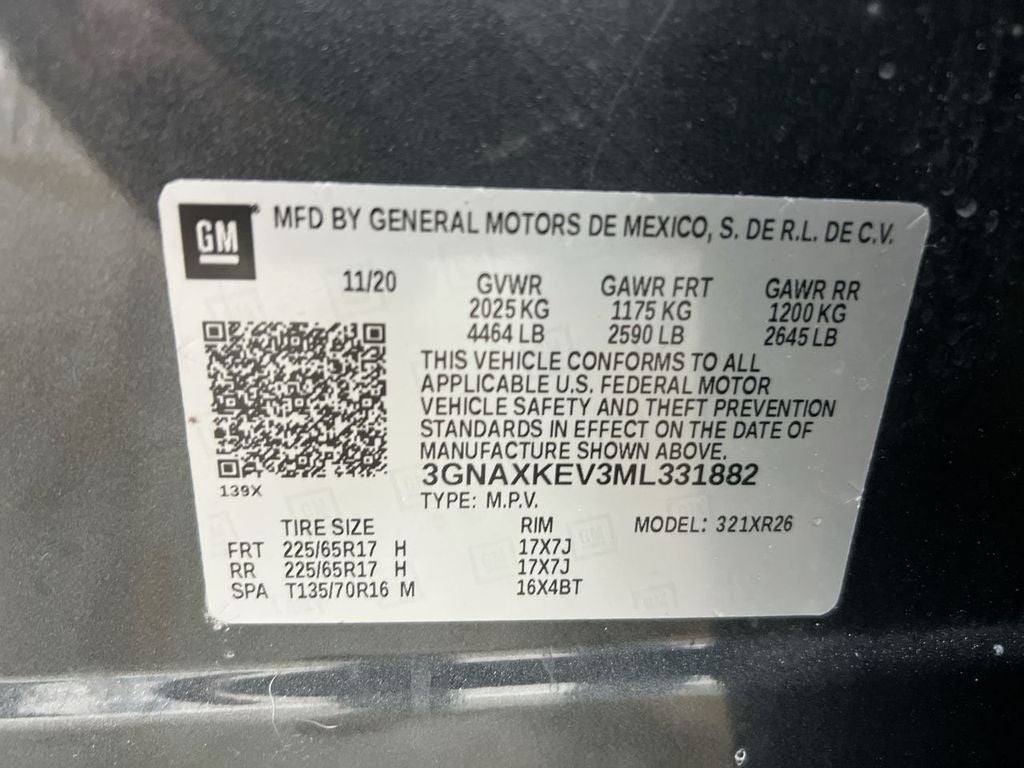 GM® MFD BY GENERAL MOTORS DE MEXICO, S. DE R.L. DE C.V.
11/20 GVWR GAWR FRT GAWR RR
2025 KG 1175 KG 1200 KG
4464 LB 2590 LB 2645 LB
THIS VEHICLE CONFORMS TO ALL
APPLICABLE U.S. FEDERAL MOTOR
VEHICLE SAFETY AND THEFT PREVENTION
STANDARDS IN EFFECT ON THE DATE OF
MANUFACTURE SHOWN ABOVE.
3GNAXKEV3ML331882
139X
TYPE: M.P.V.
TIRE SIZE RIM MODEL: 321XR26
FRT 225/65R17 H 17X7J
RR 225/65R17 H 17X7J
SPA T135/70R16 M 16X4BT